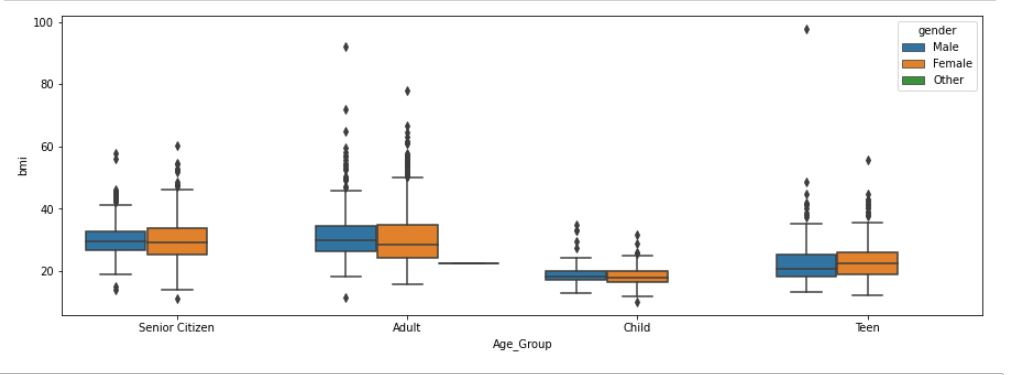 100
80
60
40
20
bmi
gender
Male
Female
Other
Senior Citizen
Adult
Child
Teen
Age_Group